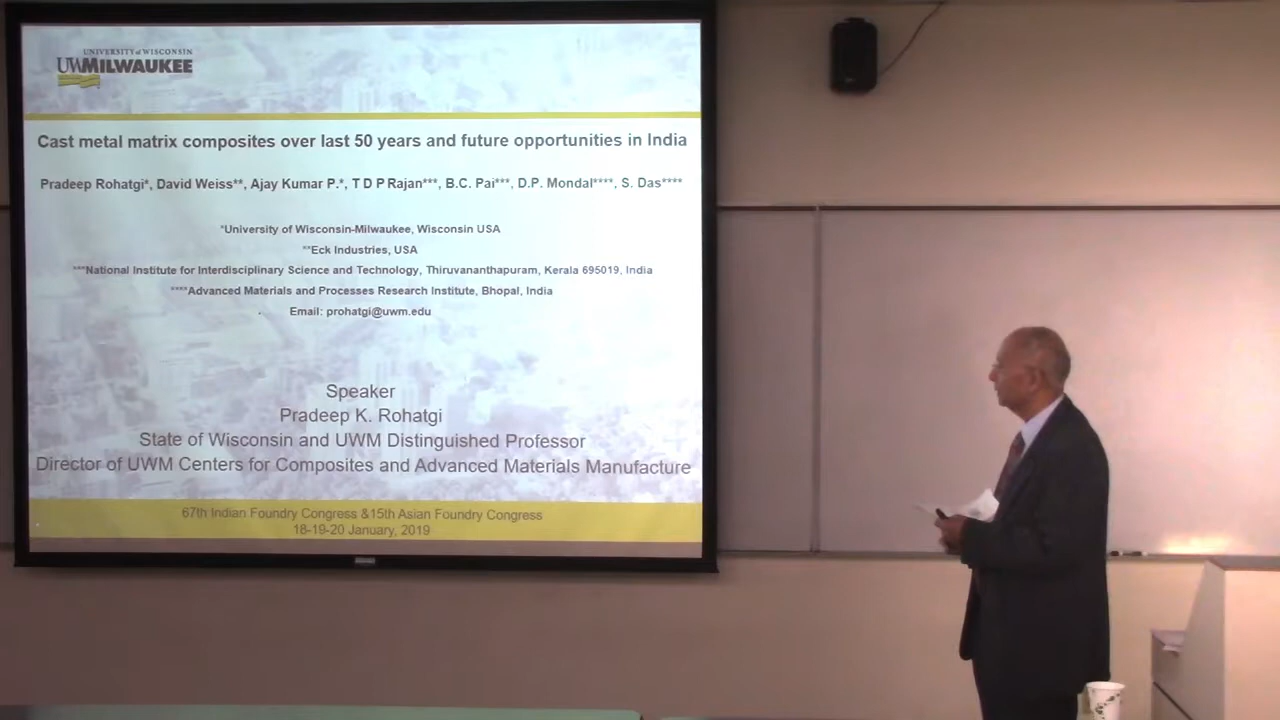 UNIVERSITY of WISCONSIN
UWMILWAUKEE
Cast metal matrix composites over last 50 years and future opportunities in India
Pradeep Rohatgi*, David Weiss**, Ajay Kumar P.*, T D P Rajan***, B.C. Pai***, D.P. Mondal****, S. Das****
*University of Wisconsin-Milwaukee, Wisconsin USA
**Eck Industries, USA
***National Institute for Interdisciplinary Science and Technology, Thiruvananthapuram, Kerala 695019, India
****Advanced Materials and Processes Research Institute, Bhopal, India
Email: prohatgi@uwm.edu
Speaker
Pradeep K. Rohatgi
State of Wisconsin and UWM Distinguished Professor
Director of UWM Centers for Composites and Advanced Materials Manufacture
67th Indian Foundry Congress &15th Asian Foundry Congress
18-19-20 January, 2019